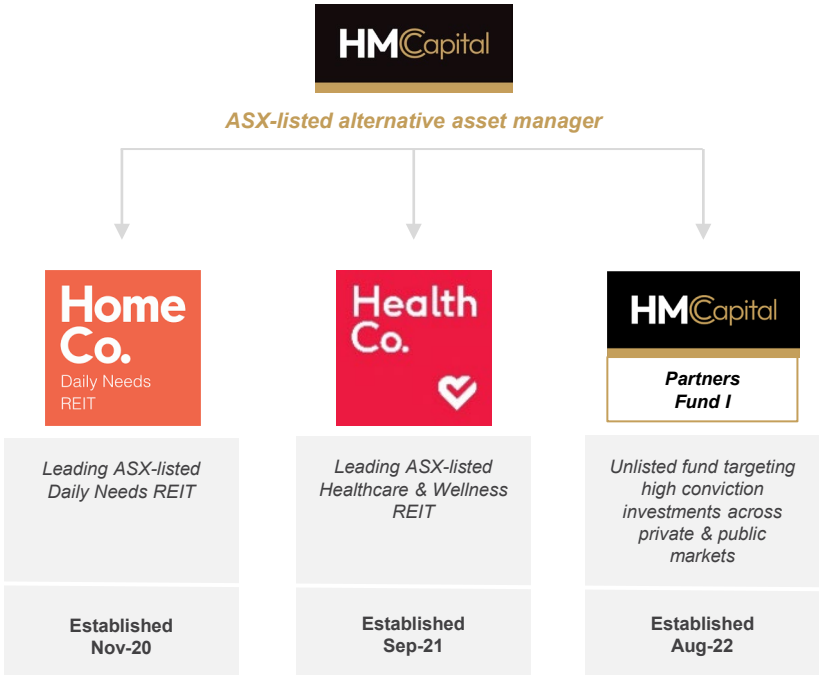 HMCapital
ASX-listed alternative asset manager
Home
Co.
Daily Needs
REIT
Leading ASX-listed
Daily Needs REIT
Established
Nov-20
Health
Co.
Leading ASX-listed
Healthcare & Wellness
REIT
Established
Sep-21
HMCapital
Partners
Fund I
Unlisted fund targeting
high conviction
investments across
private & public
markets
Established
Aug-22